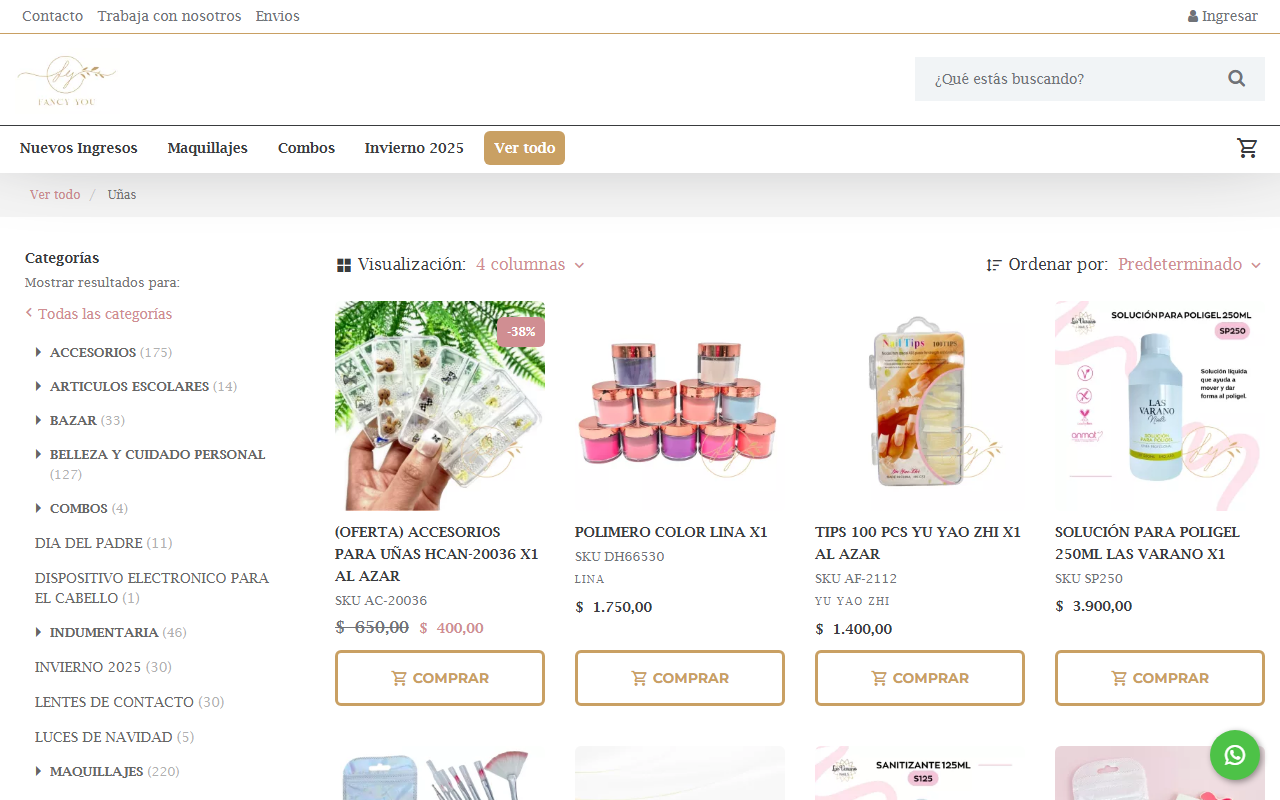 Contacto Trabaja con nosotros Envios Ingresar
fy
FANCY YOU
¿Qué estás buscando?
Nuevos Ingresos Maquillajes Combos Invierno 2025 Ver todo
Ver todo / Uñas
Categorías
Mostrar resultados para:
Todas las categorías
ACCESORIOS (175)
ARTICULOS ESCOLARES (14)
BAZAR (33)
BELLEZA Y CUIDADO PERSONAL
(127)
COMBOS (4)
DIA DEL PADRE (11)
DISPOSITIVO ELECTRONICO PARA
EL CABELLO (1)
INDUMENTARIA (46)
INVIERNO 2025 (30)
LENTES DE CONTACTO (30)
LUCES DE NAVIDAD (5)
MAQUILLAJES (220)
Visualización: 4 columnas
Ordenar por: Predeterminado
-38%
(OFERTA) ACCESORIOS
PARA UÑAS HCAN-20036 X1
AL AZAR
SKU AC-20036
$ 650,00 $ 400,00
COMPRAR
POLIMERO COLOR LINA X1
SKU DH66530
LINA
$ 1.750,00
COMPRAR
Nail Tips 100TIPS
TIPS 100 PCS YU YAO ZHI X1
AL AZAR
SKU AF-2112
YU YAO ZHI
$ 1.400,00
COMPRAR
Las Varano
SOLUCIÓN PARA POLIGEL 250ML
SP250
Solución líquida
que ayuda a
mover y dar
forma al poligel.
LAS
VARANO
Nails
anmat
SOLUCIÓN PARA POLIGEL
250ML LAS VARANO X1
SKU SP250
$ 3.900,00
COMPRAR
Las Varano
SANITIZANTE 125ML
S125